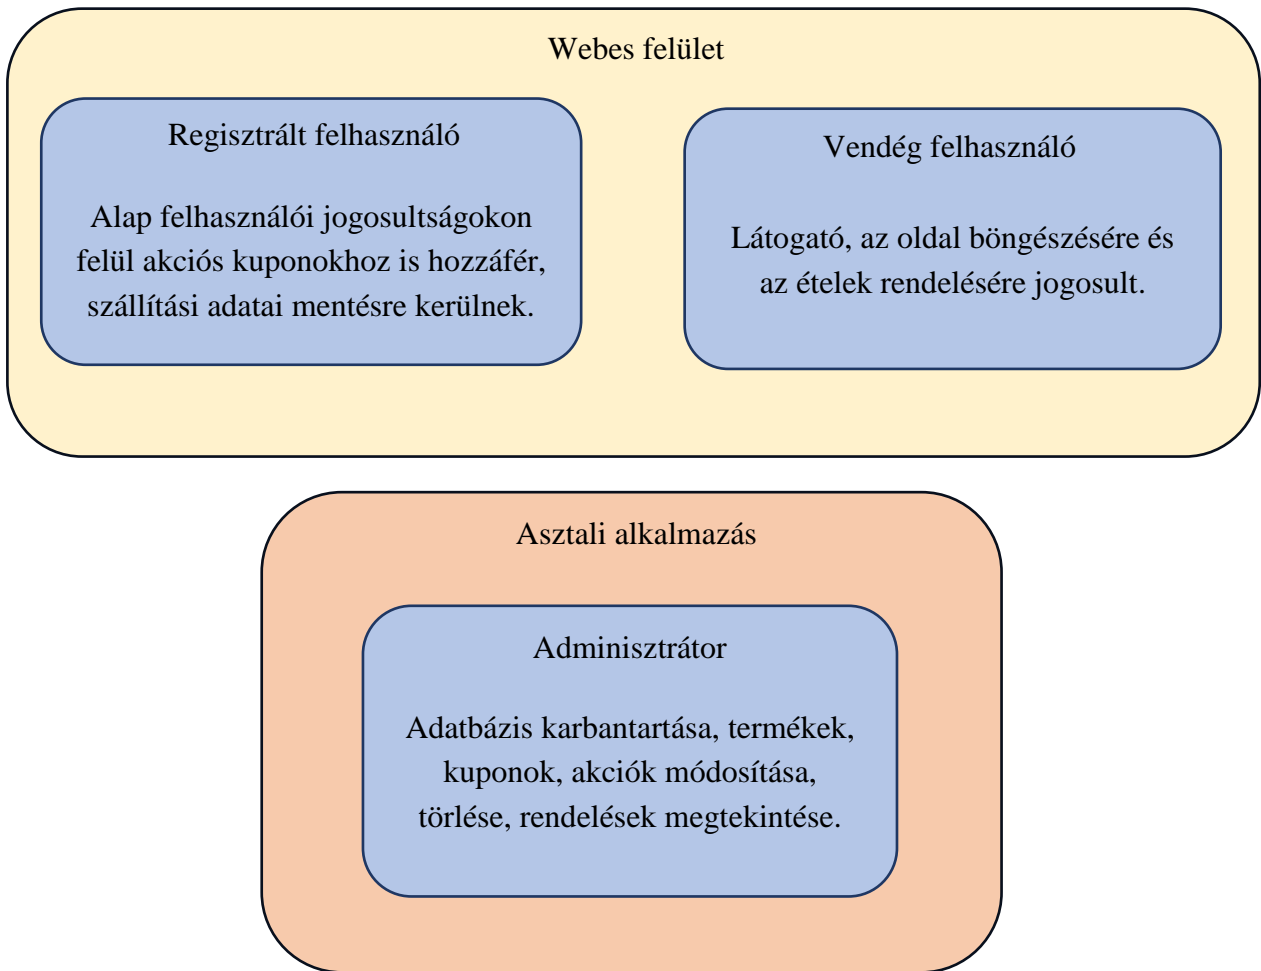 Webes felület
Regisztrált felhasználó
Alap felhasználói jogosultságokon
felül akciós kuponokhoz is hozzáfér,
szállítási adatai mentésre kerülnek.
Vendég felhasználó
Látogató, az oldal böngészésére és
az ételek rendelésére jogosult.
Asztali alkalmazás
Adminisztrátor
Adatbázis karbantartása, termékek,
kuponok, akciók módosítása,
törlése, rendelések megtekintése.